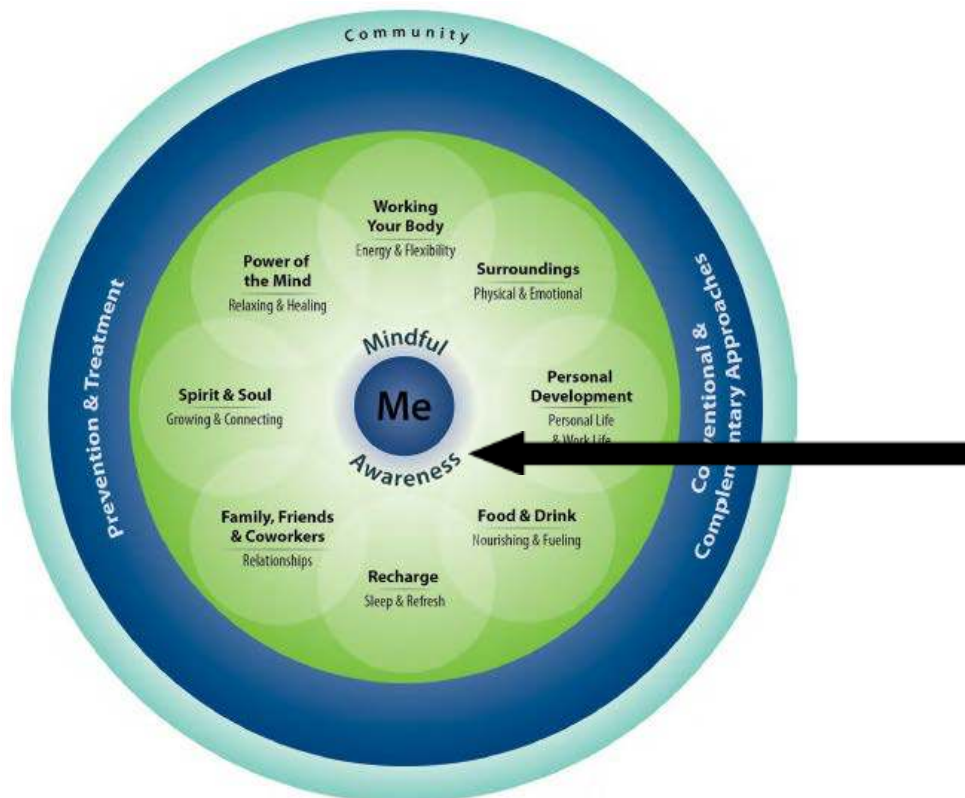 Community
Working
Your Body
Energy & Flexibility
Power of
the Mind
Relaxing & Healing
Surroundings
Physical & Emotional
Mindful
Me
Awareness
Spirit & Soul
Growing & Connecting
Personal
Development
Personal Life
& Work Life
Family, Friends
& Coworkers
Relationships
Food & Drink
Nourishing & Fueling
Recharge
Sleep & Refresh
Prevention & Treatment
Conventional &
Complementary Approaches